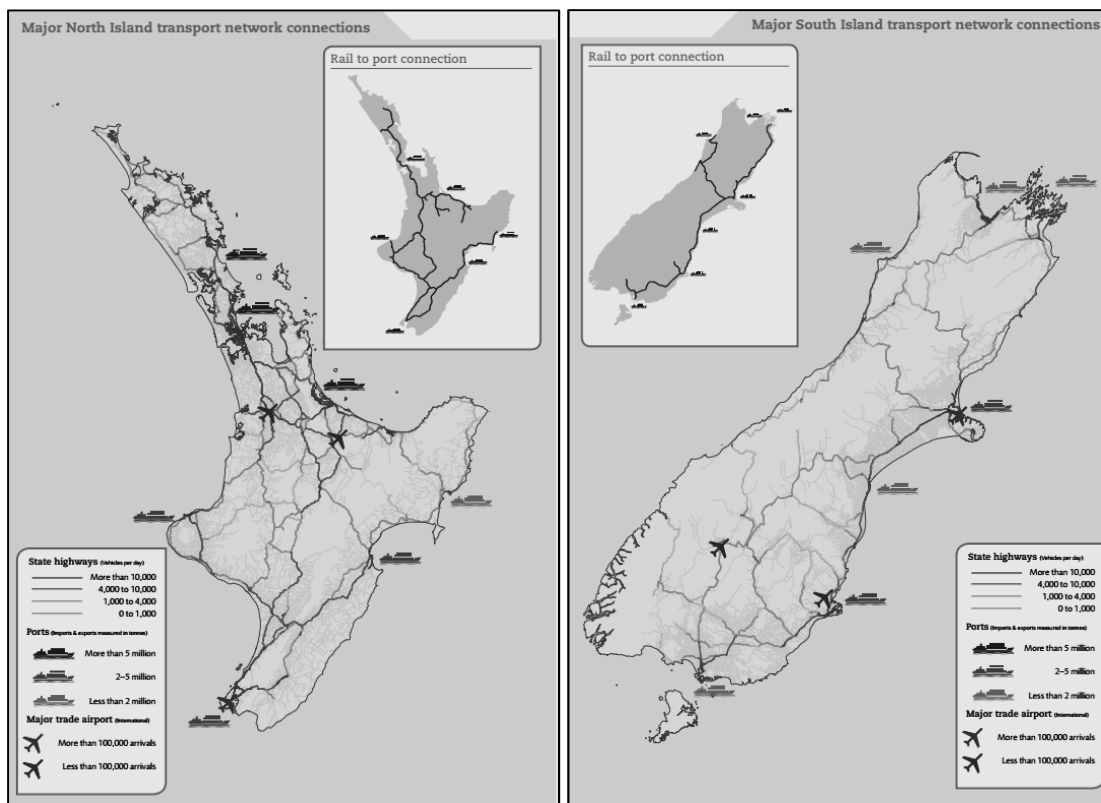 Major North Island transport network connections
Rail to port connection
State highways (Vehicles per day)
More than 10,000
4,000 to 10,000
1,000 to 4,000
0 to 1,000
Ports (Imports & exports measured in tonnes)
More than 5 million
2–5 million
Less than 2 million
Major trade airport (International)
More than 100,000 arrivals
Less than 100,000 arrivals
Major South Island transport network connections
Rail to port connection
State highways (Vehicles per day)
More than 10,000
4,000 to 10,000
1,000 to 4,000
0 to 1,000
Ports (Imports & exports measured in tonnes)
More than 5 million
2–5 million
Less than 2 million
Major trade airport (International)
More than 100,000 arrivals
Less than 100,000 arrivals